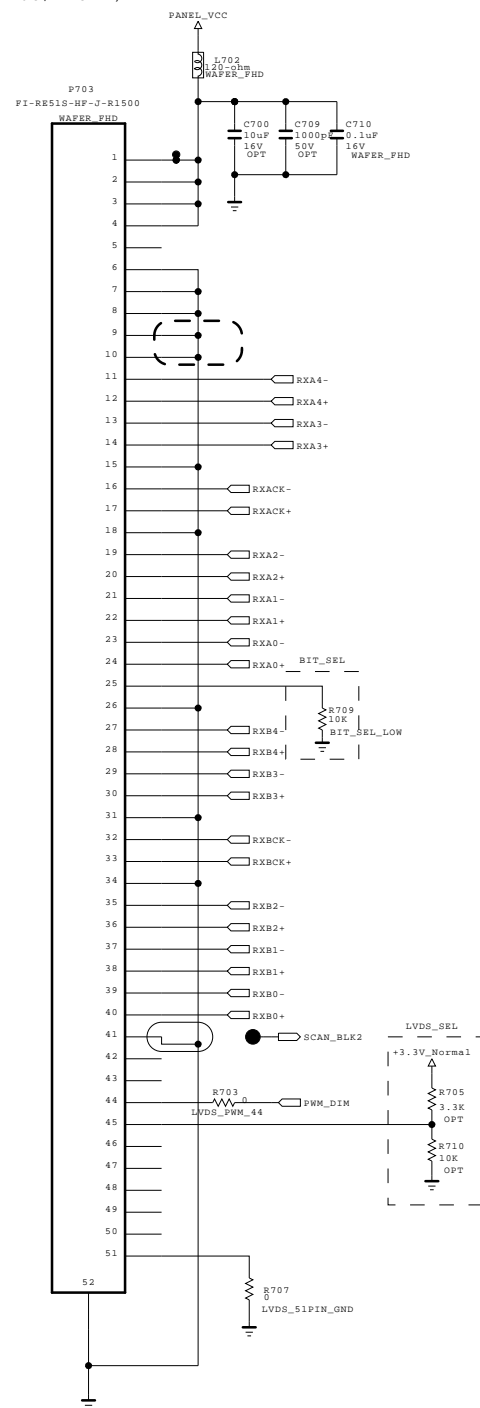 PANEL_VCC
L702
120-ohm
WAFER_FHD
P703
FI-RE51S-HF-J-R1500
WAFER_FHD
C700
10uF
16V
OPT
C709
1000pF
50V
OPT
C710
0.1uF
16V
WAFER_FHD
1
2
3
4
5
6
7
8
9
10
11 RXA4-
12 RXA4+
13 RXA3-
14 RXA3+
15
16 RXACK-
17 RXACK+
18
19 RXA2-
20 RXA2+
21 RXA1-
22 RXA1+
23 RXA0-
24 RXA0+
BIT_SEL
25
R709
10K
BIT_SEL_LOW
26
27 RXB4-
28 RXB4+
29 RXB3-
30 RXB3+
31
32 RXBCK-
33 RXBCK+
34
35 RXB2-
36 RXB2+
37 RXB1-
38 RXB1+
39 RXB0-
40 RXB0+
41 SCAN_BLK2
42
43
LVDS_SEL
+3.3V_Normal
R705
3.3K
OPT
R710
10K
OPT
R703
0
44 PWM_DIM
LVDS_PWM_44
45
46
47
48
49
50
51
R707
0
LVDS_51PIN_GND
52